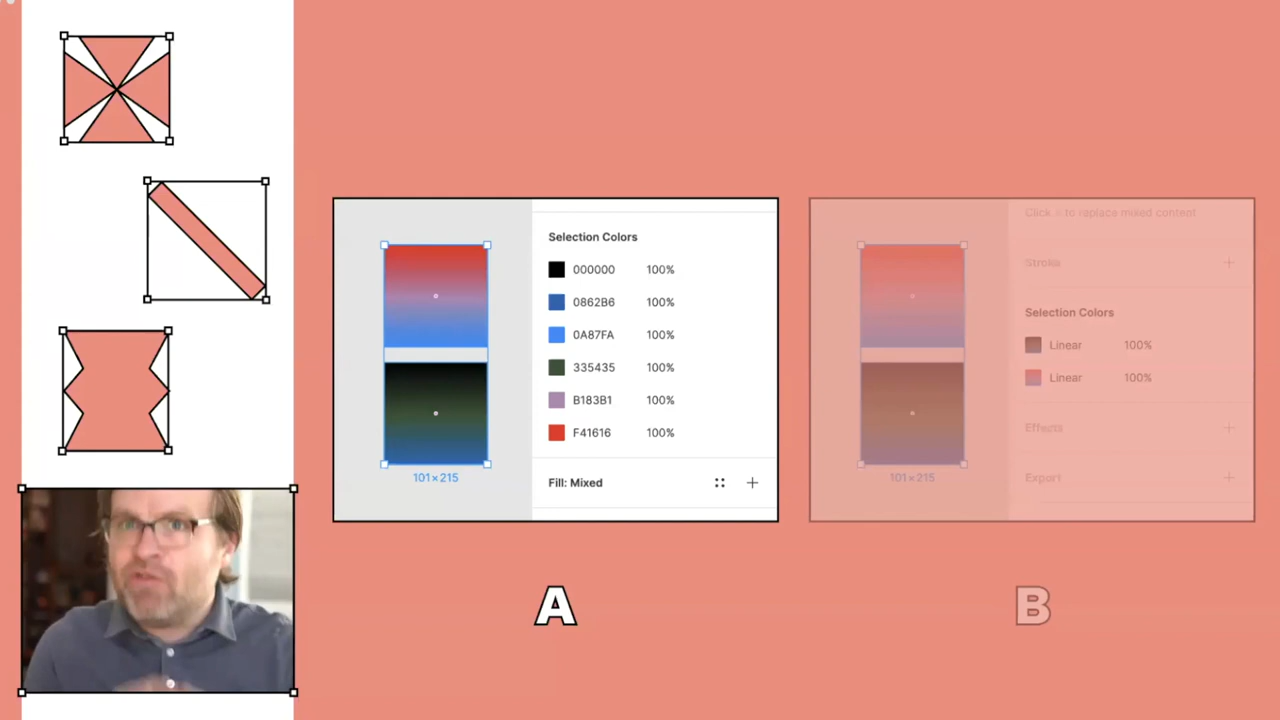 Selection Colors
000000 100%
0862B6 100%
0A87FA 100%
335435 100%
B183B1 100%
F41616 100%
Fill: Mixed
101×215
A
Click + to replace mixed content
Stroke
Selection Colors
Linear 100%
Linear 100%
Effects
Export
101×215
B